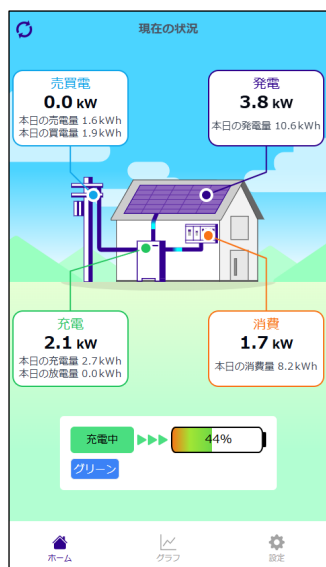 現在の状況
売買電
0.0 kW
本日の売電量 1.6kWh
本日の買電量 1.9kWh
発電
3.8 kW
本日の発電量 10.6kWh
充電
2.1 kW
本日の充電量 2.7kWh
本日の放電量 0.0kWh
消費
1.7 kW
本日の消費量 8.2kWh
充電中
44%
グリーン
ホーム
グラフ
設定